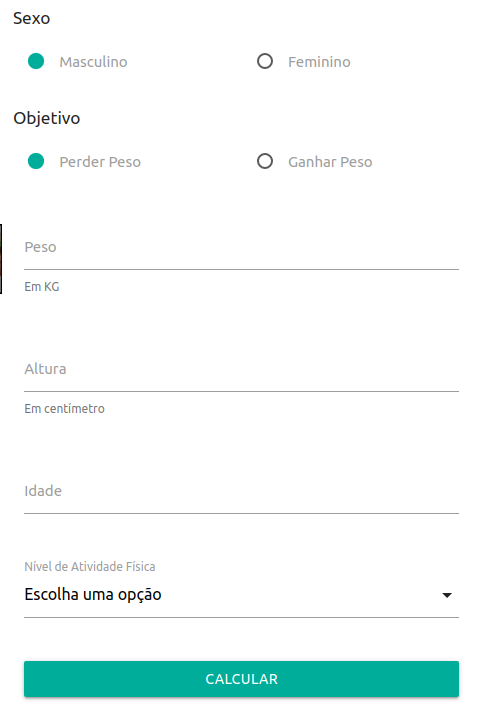 Sexo
Masculino Feminino
Objetivo
Perder Peso Ganhar Peso
Peso
Em KG
Altura
Em centímetro
Idade
Nível de Atividade Física
Escolha uma opção
CALCULAR